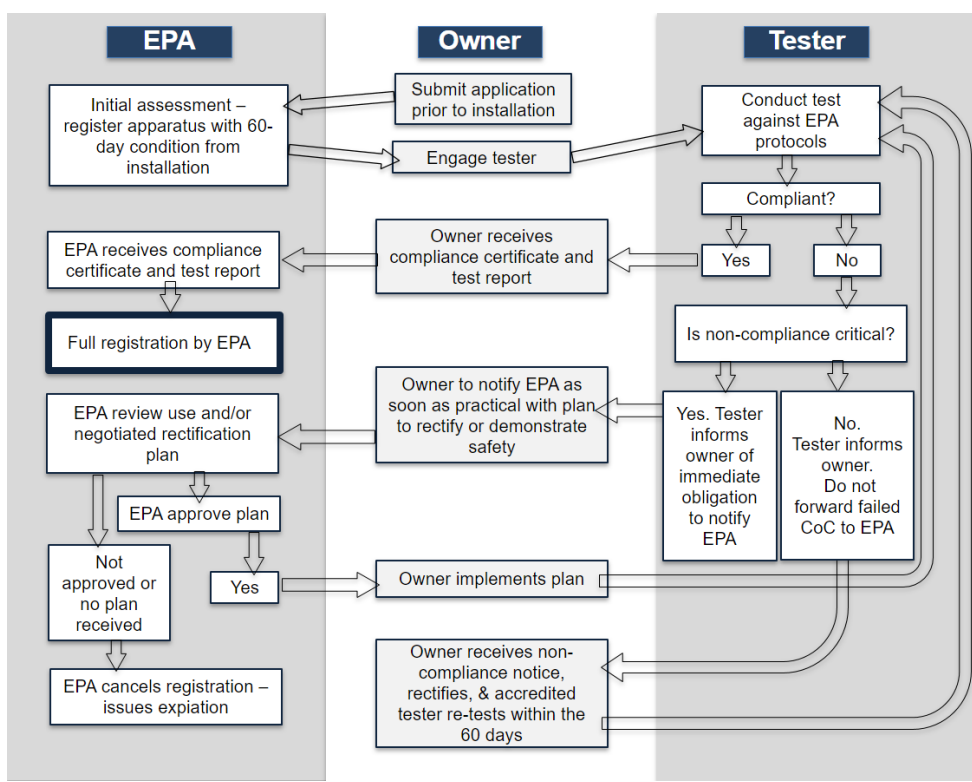 EPA
Owner
Tester
Submit application
prior to installation
Initial assessment –
register apparatus with 60-
day condition from
installation
Engage tester
Conduct test
against EPA
protocols
Compliant?
Yes
No
Owner receives
compliance certificate and
test report
EPA receives compliance
certificate and test report
Full registration by EPA
Is non-compliance critical?
Yes. Tester
informs
owner of
immediate
obligation
to notify
EPA
No.
Tester informs
owner.
Do not
forward failed
CoC to EPA
Owner to notify EPA as
soon as practical with plan
to rectify or demonstrate
safety
EPA review use and/or
negotiated rectification
plan
EPA approve plan
Yes
Not
approved or
no plan
received
Owner implements plan
EPA cancels registration –
issues expiation
Owner receives non-
compliance notice,
rectifies, & accredited
tester re-tests within the
60 days